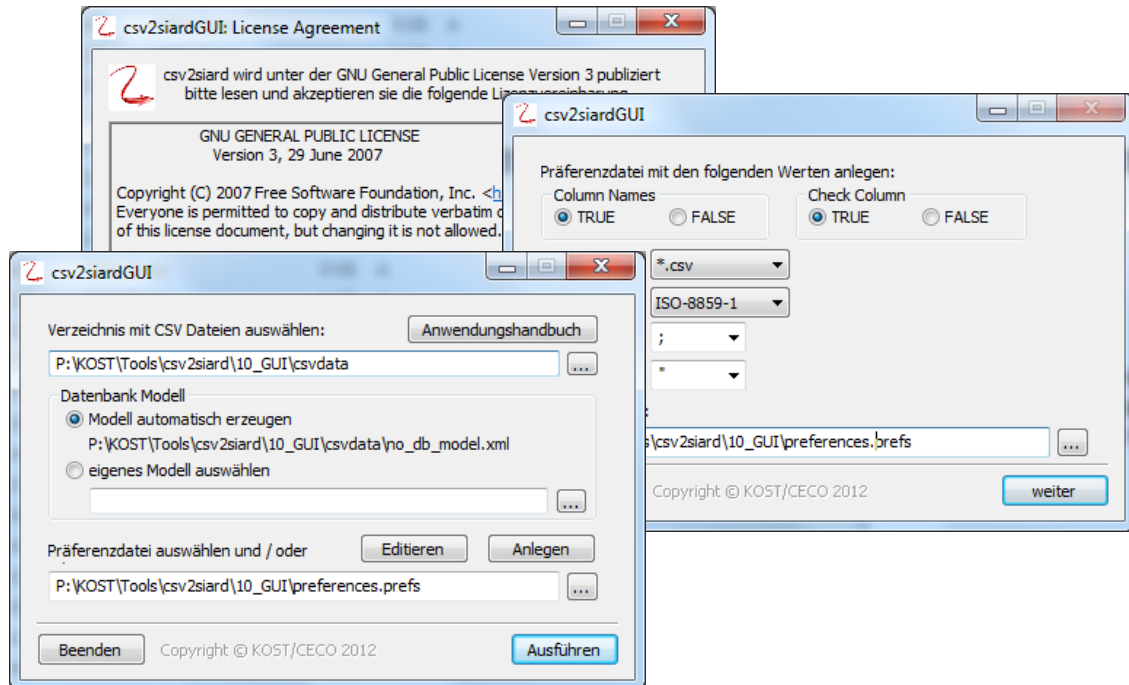 csv2siardGUI: License Agreement
csv2siard wird unter der GNU General Public License Version 3 publiziert
bitte lesen und akzeptieren sie die folgende Lizenzvereinbarung
GNU GENERAL PUBLIC LICENSE
Version 3, 29 June 2007
Copyright (C) 2007 Free Software Foundation, Inc. <h
Everyone is permitted to copy and distribute verbatim c
of this license document, but changing it is not allowed.
csv2siardGUI
Präferenzdatei mit den folgenden Werten anlegen:
Column Names
TRUE FALSE
Check Column
TRUE FALSE
*.csv
ISO-8859-1
;
"
:
s\csv2siard\10_GUI\preferences.prefs
...
Copyright © KOST/CECO 2012
weiter
csv2siardGUI
Verzeichnis mit CSV Dateien auswählen:
Anwendungshandbuch
P:\KOST\Tools\csv2siard\10_GUI\csvdata
...
Datenbank Modell
Modell automatisch erzeugen
P:\KOST\Tools\csv2siard\10_GUI\csvdata\no_db_model.xml
eigenes Modell auswählen
...
Präferenzdatei auswählen und / oder
Editieren
Anlegen
P:\KOST\Tools\csv2siard\10_GUI\preferences.prefs
...
Beenden
Copyright © KOST/CECO 2012
Ausführen